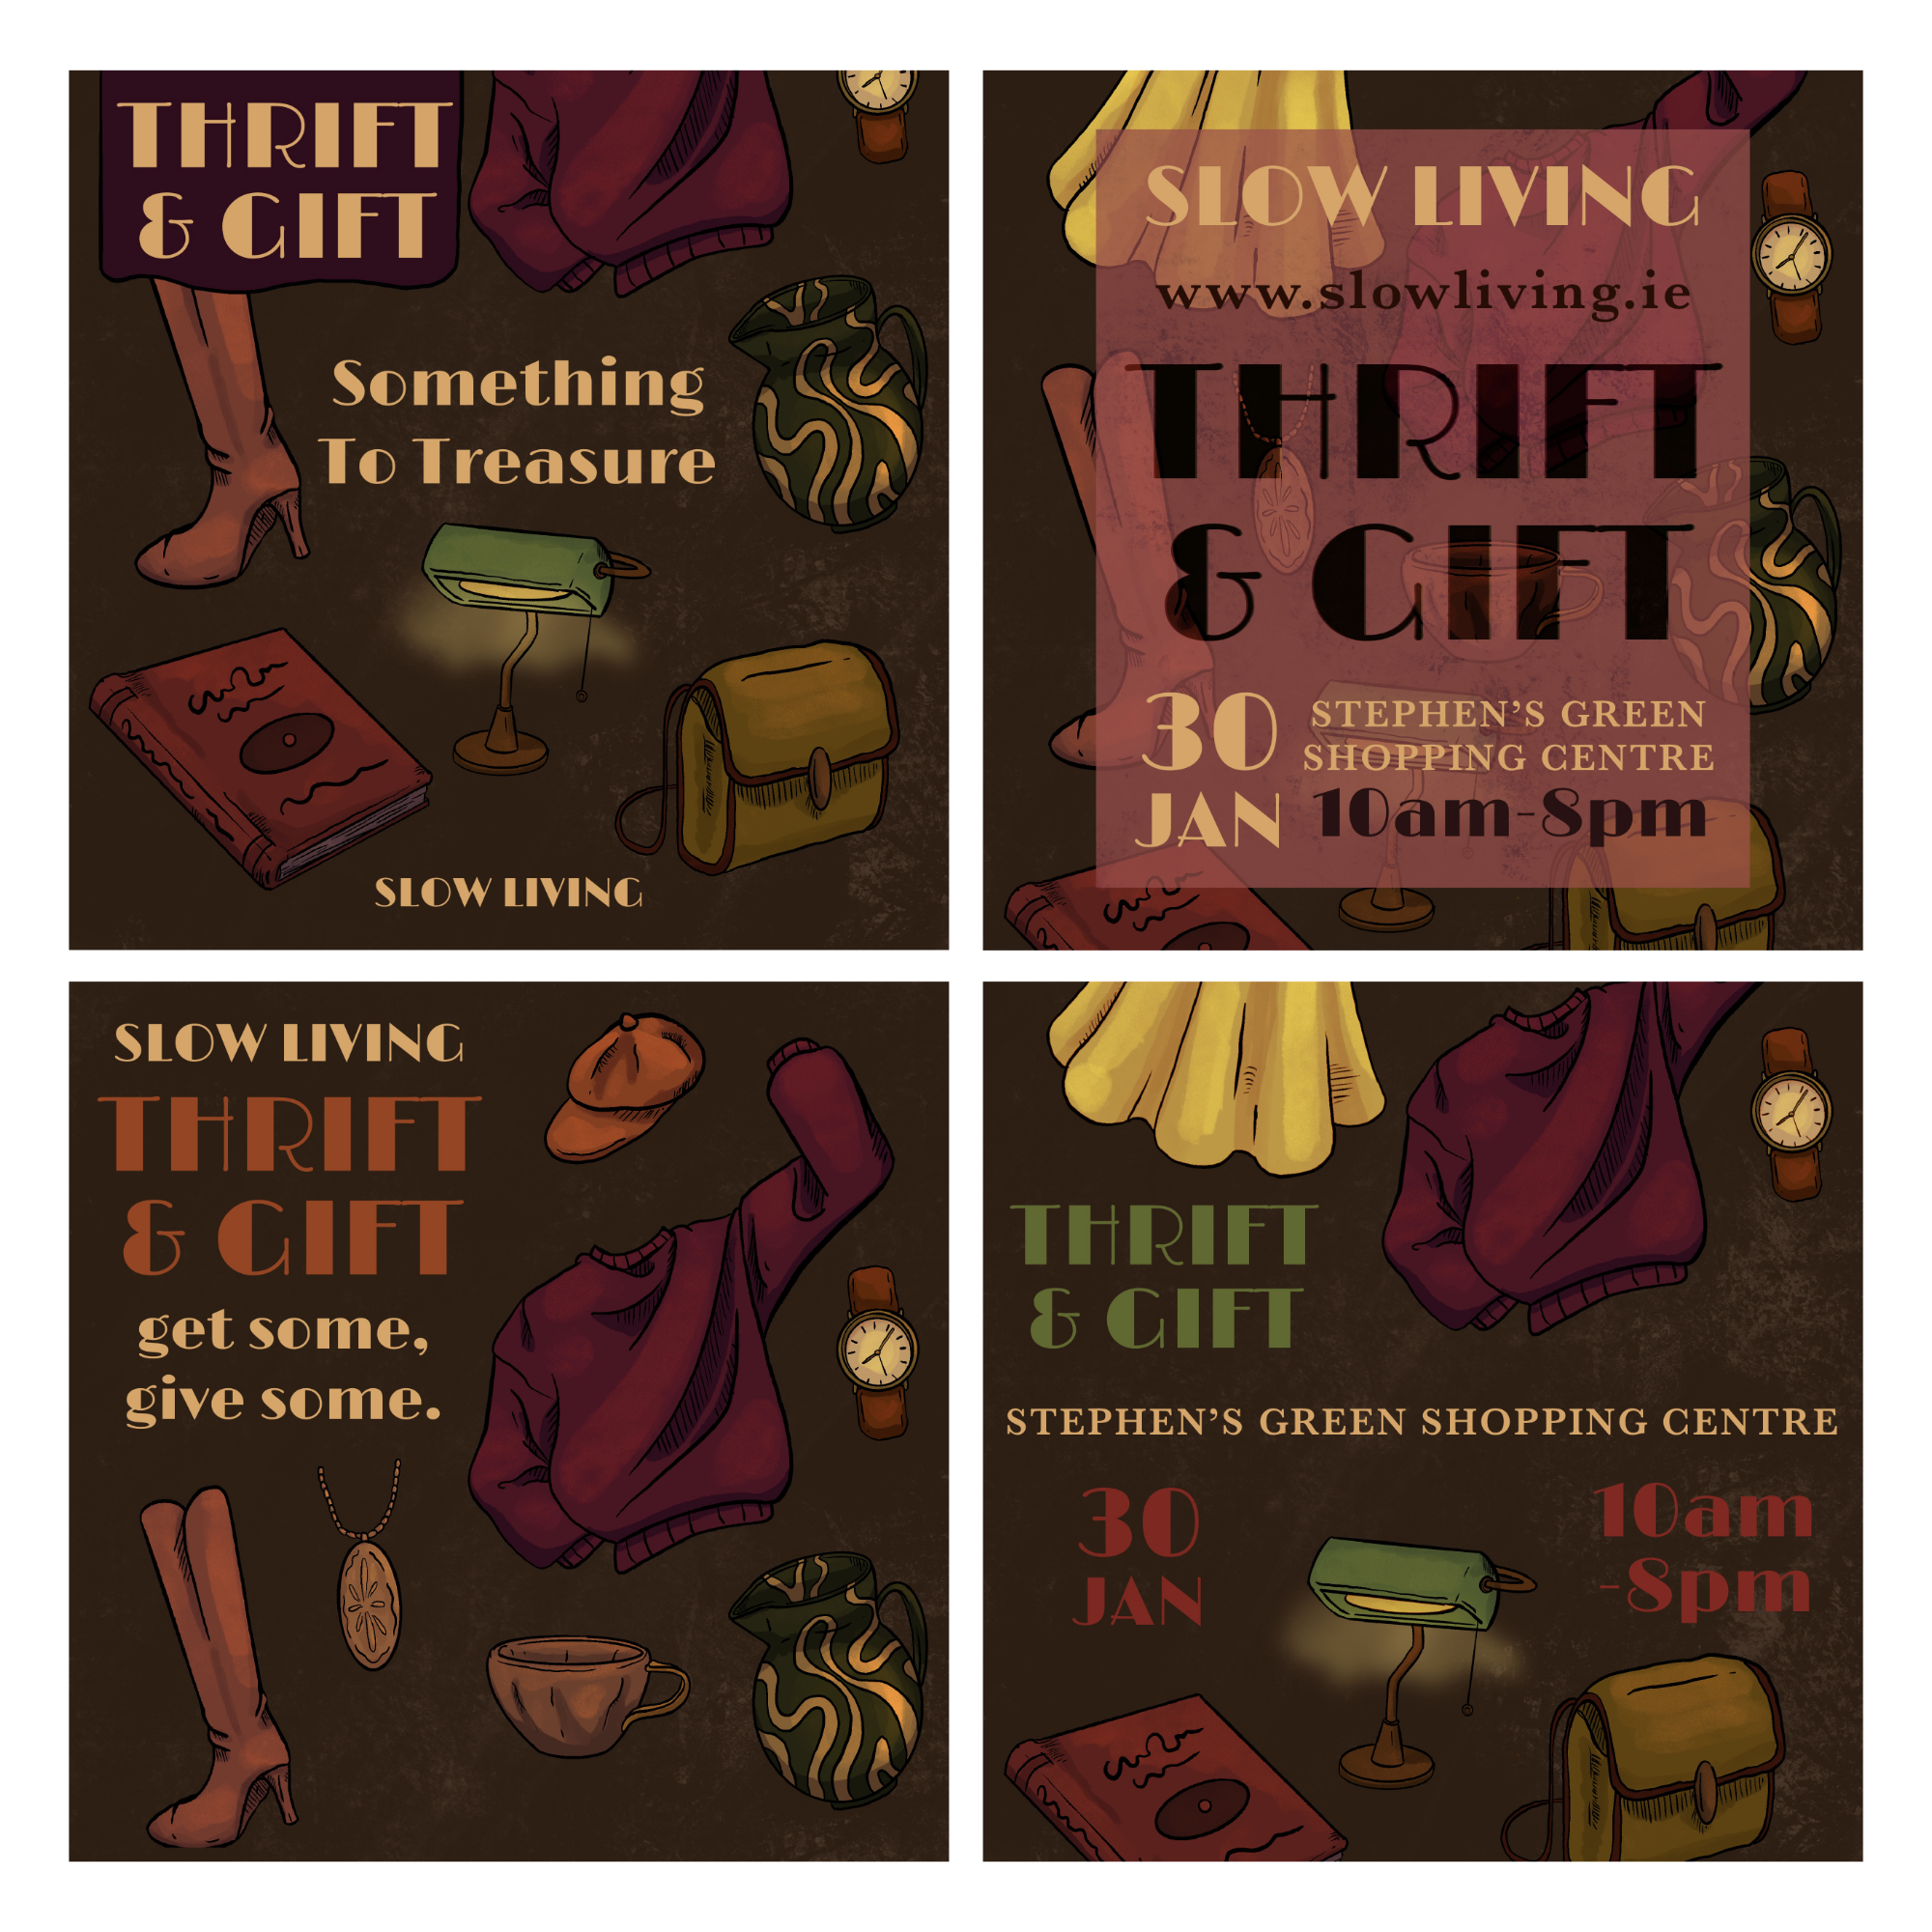 THRIFT
& GIFT
Something
To Treasure
SLOW LIVING
SLOW LIVING
www.slowliving.ie
THRIFT
& GIFT
30
JAN
STEPHEN'S GREEN
SHOPPING CENTRE
10am-8pm
SLOW LIVING
THRIFT
& GIFT
get some,
give some.
THRIFT
& GIFT
STEPHEN'S GREEN SHOPPING CENTRE
30
JAN
10am
-8pm